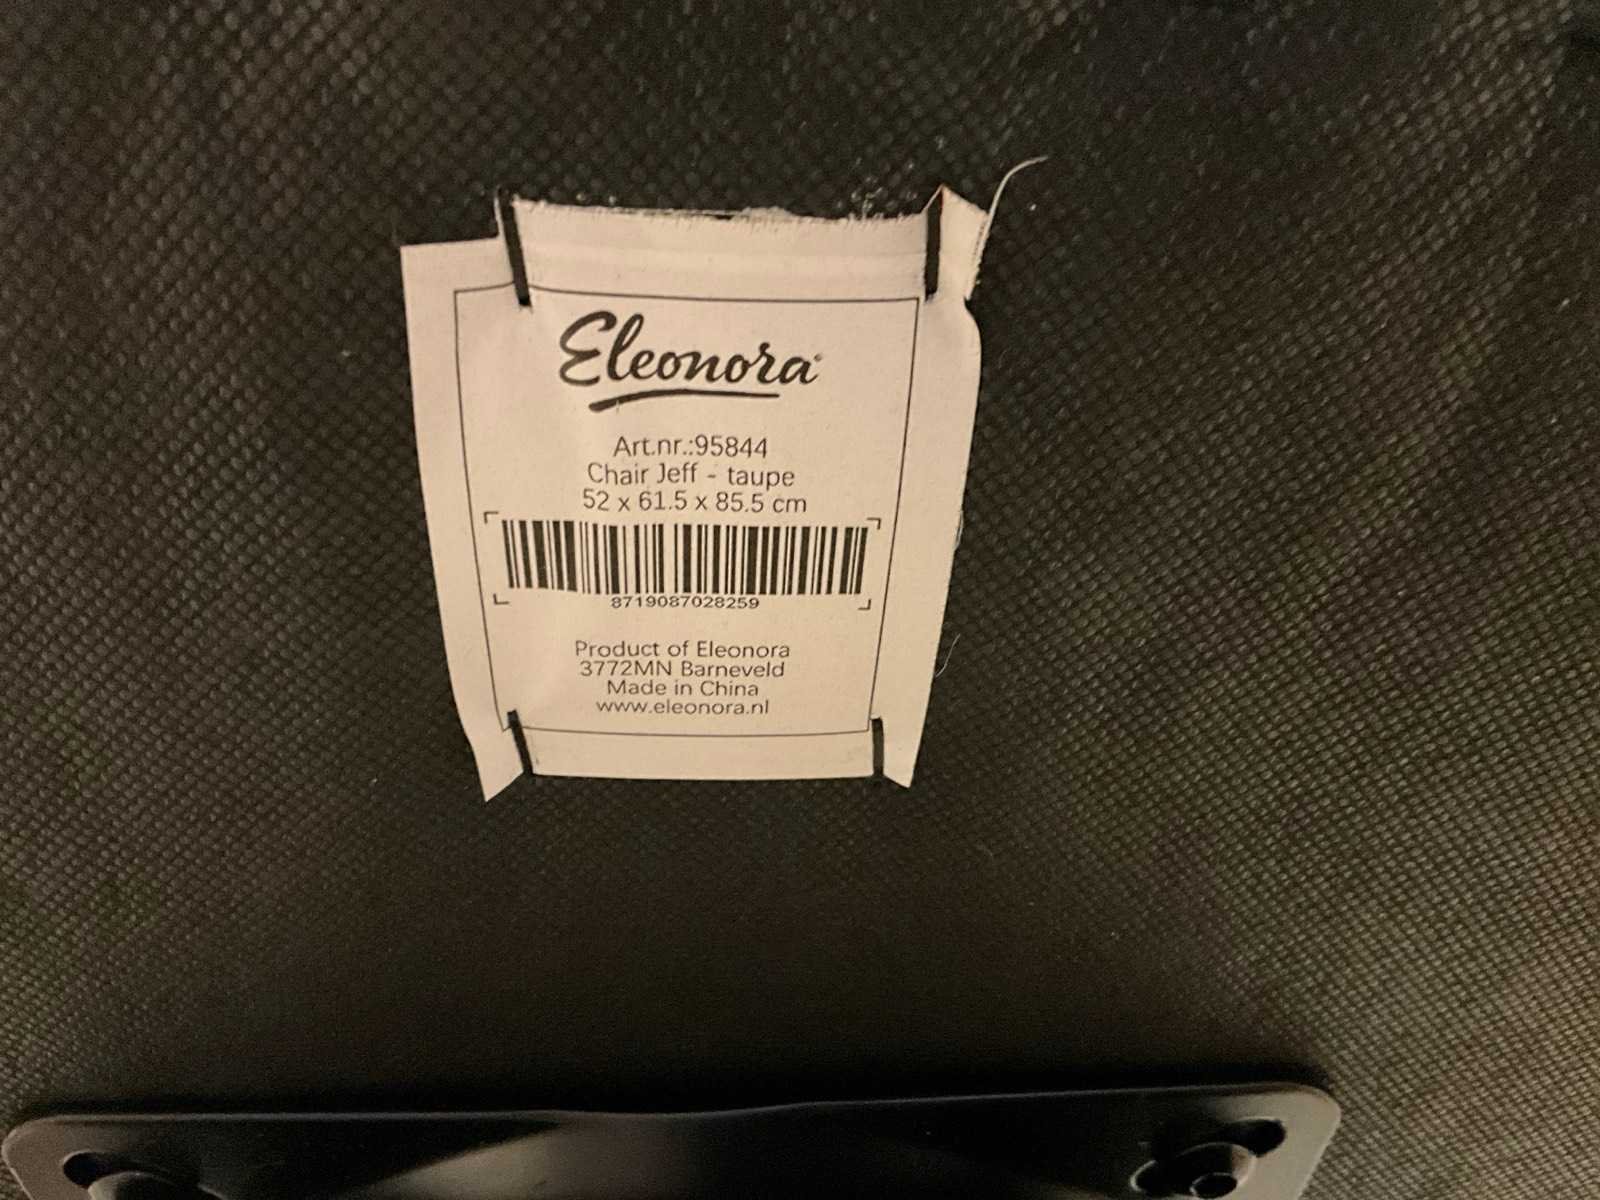 Eleonora
Art.nr.:95844
Chair Jeff - taupe
52 x 61.5 x 85.5 cm
8719087028259
Product of Eleonora
3772MN Barneveld
Made in China
www.eleonora.nl